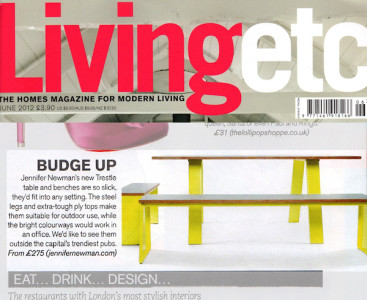 Livingetc
THE HOMES MAGAZINE FOR MODERN LIVING
JUNE 2012 £3.90
£31 (thelollipopshoppe.co.uk)
BUDGE UP
Jennifer Newman's new Trestle
table and benches are so slick,
they'd fit into any setting. The steel
legs and extra-tough ply tops make
them suitable for outdoor use, while
the bright colourways would work in
an office. We'd like to see them
outside the capital's trendiest pubs.
From £275 (jennifernewman.com)
EAT... DRINK... DESIGN...
The restaurants with London's most stylish interiors